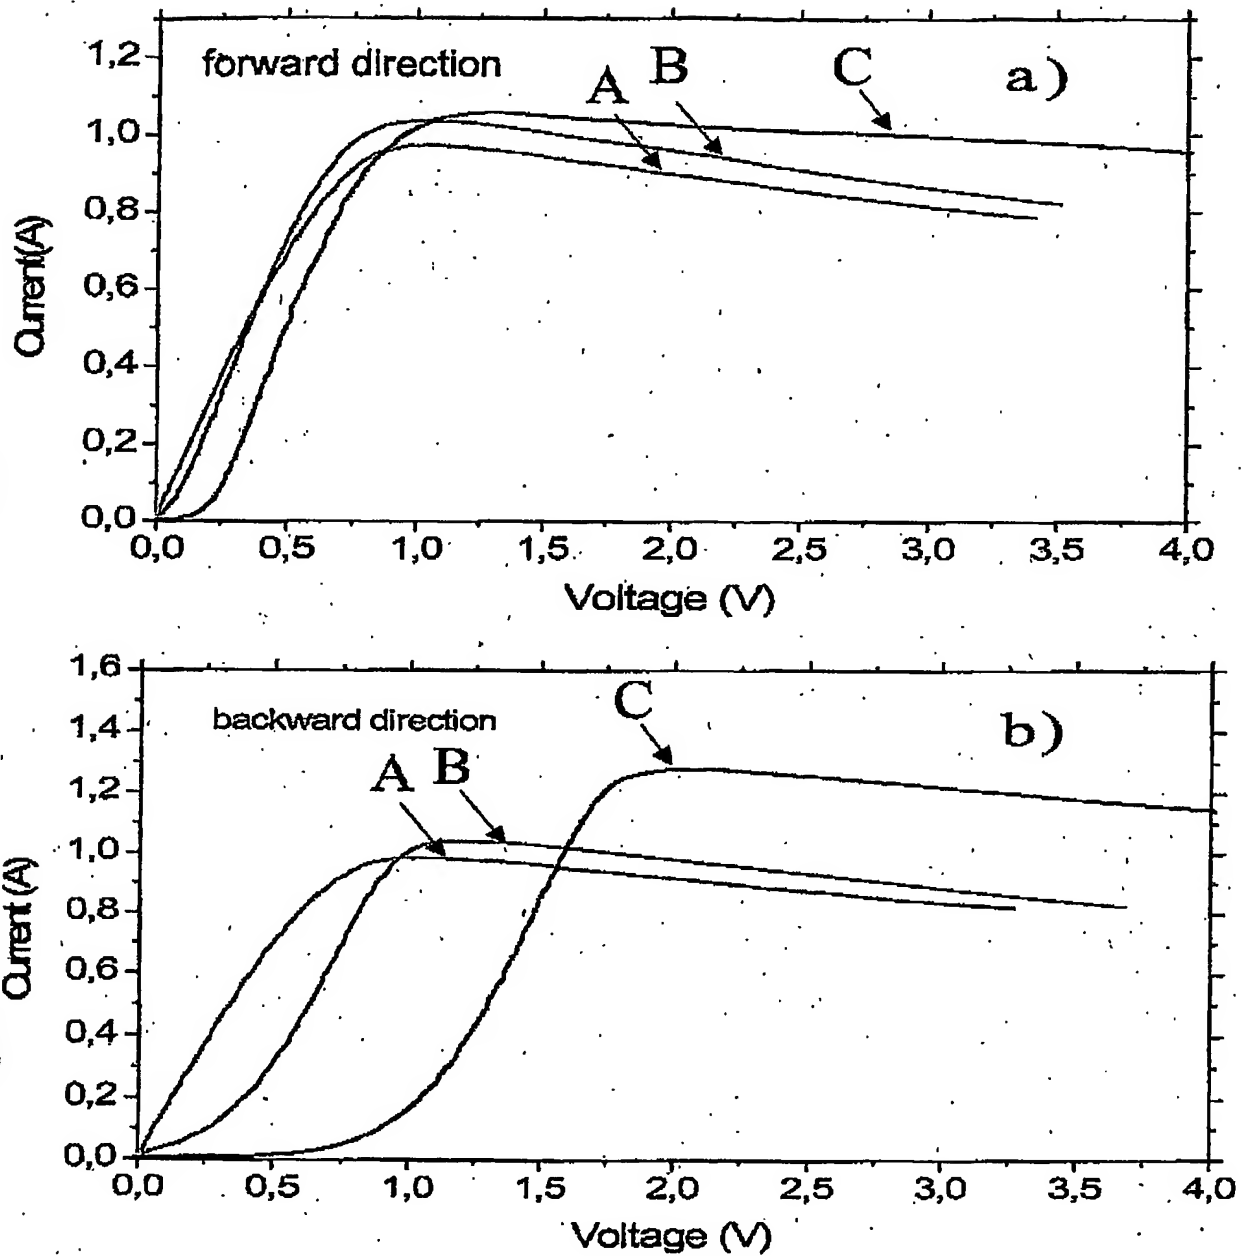 forward direction
A
B
C
a)
Current(A)
1,2
1,0
0,8
0,6
0,4
0,2
0,0
0,0 0,5 1,0 1,5 2,0 2,5 3,0 3,5 4,0
Voltage (V)
backward direction
A
B
C
b)
Current (A)
1,6
1,4
1,2
1,0
0,8
0,6
0,4
0,2
0,0
0,0 0,5 1,0 1,5 2,0 2,5 3,0 3,5 4,0
Voltage (V)